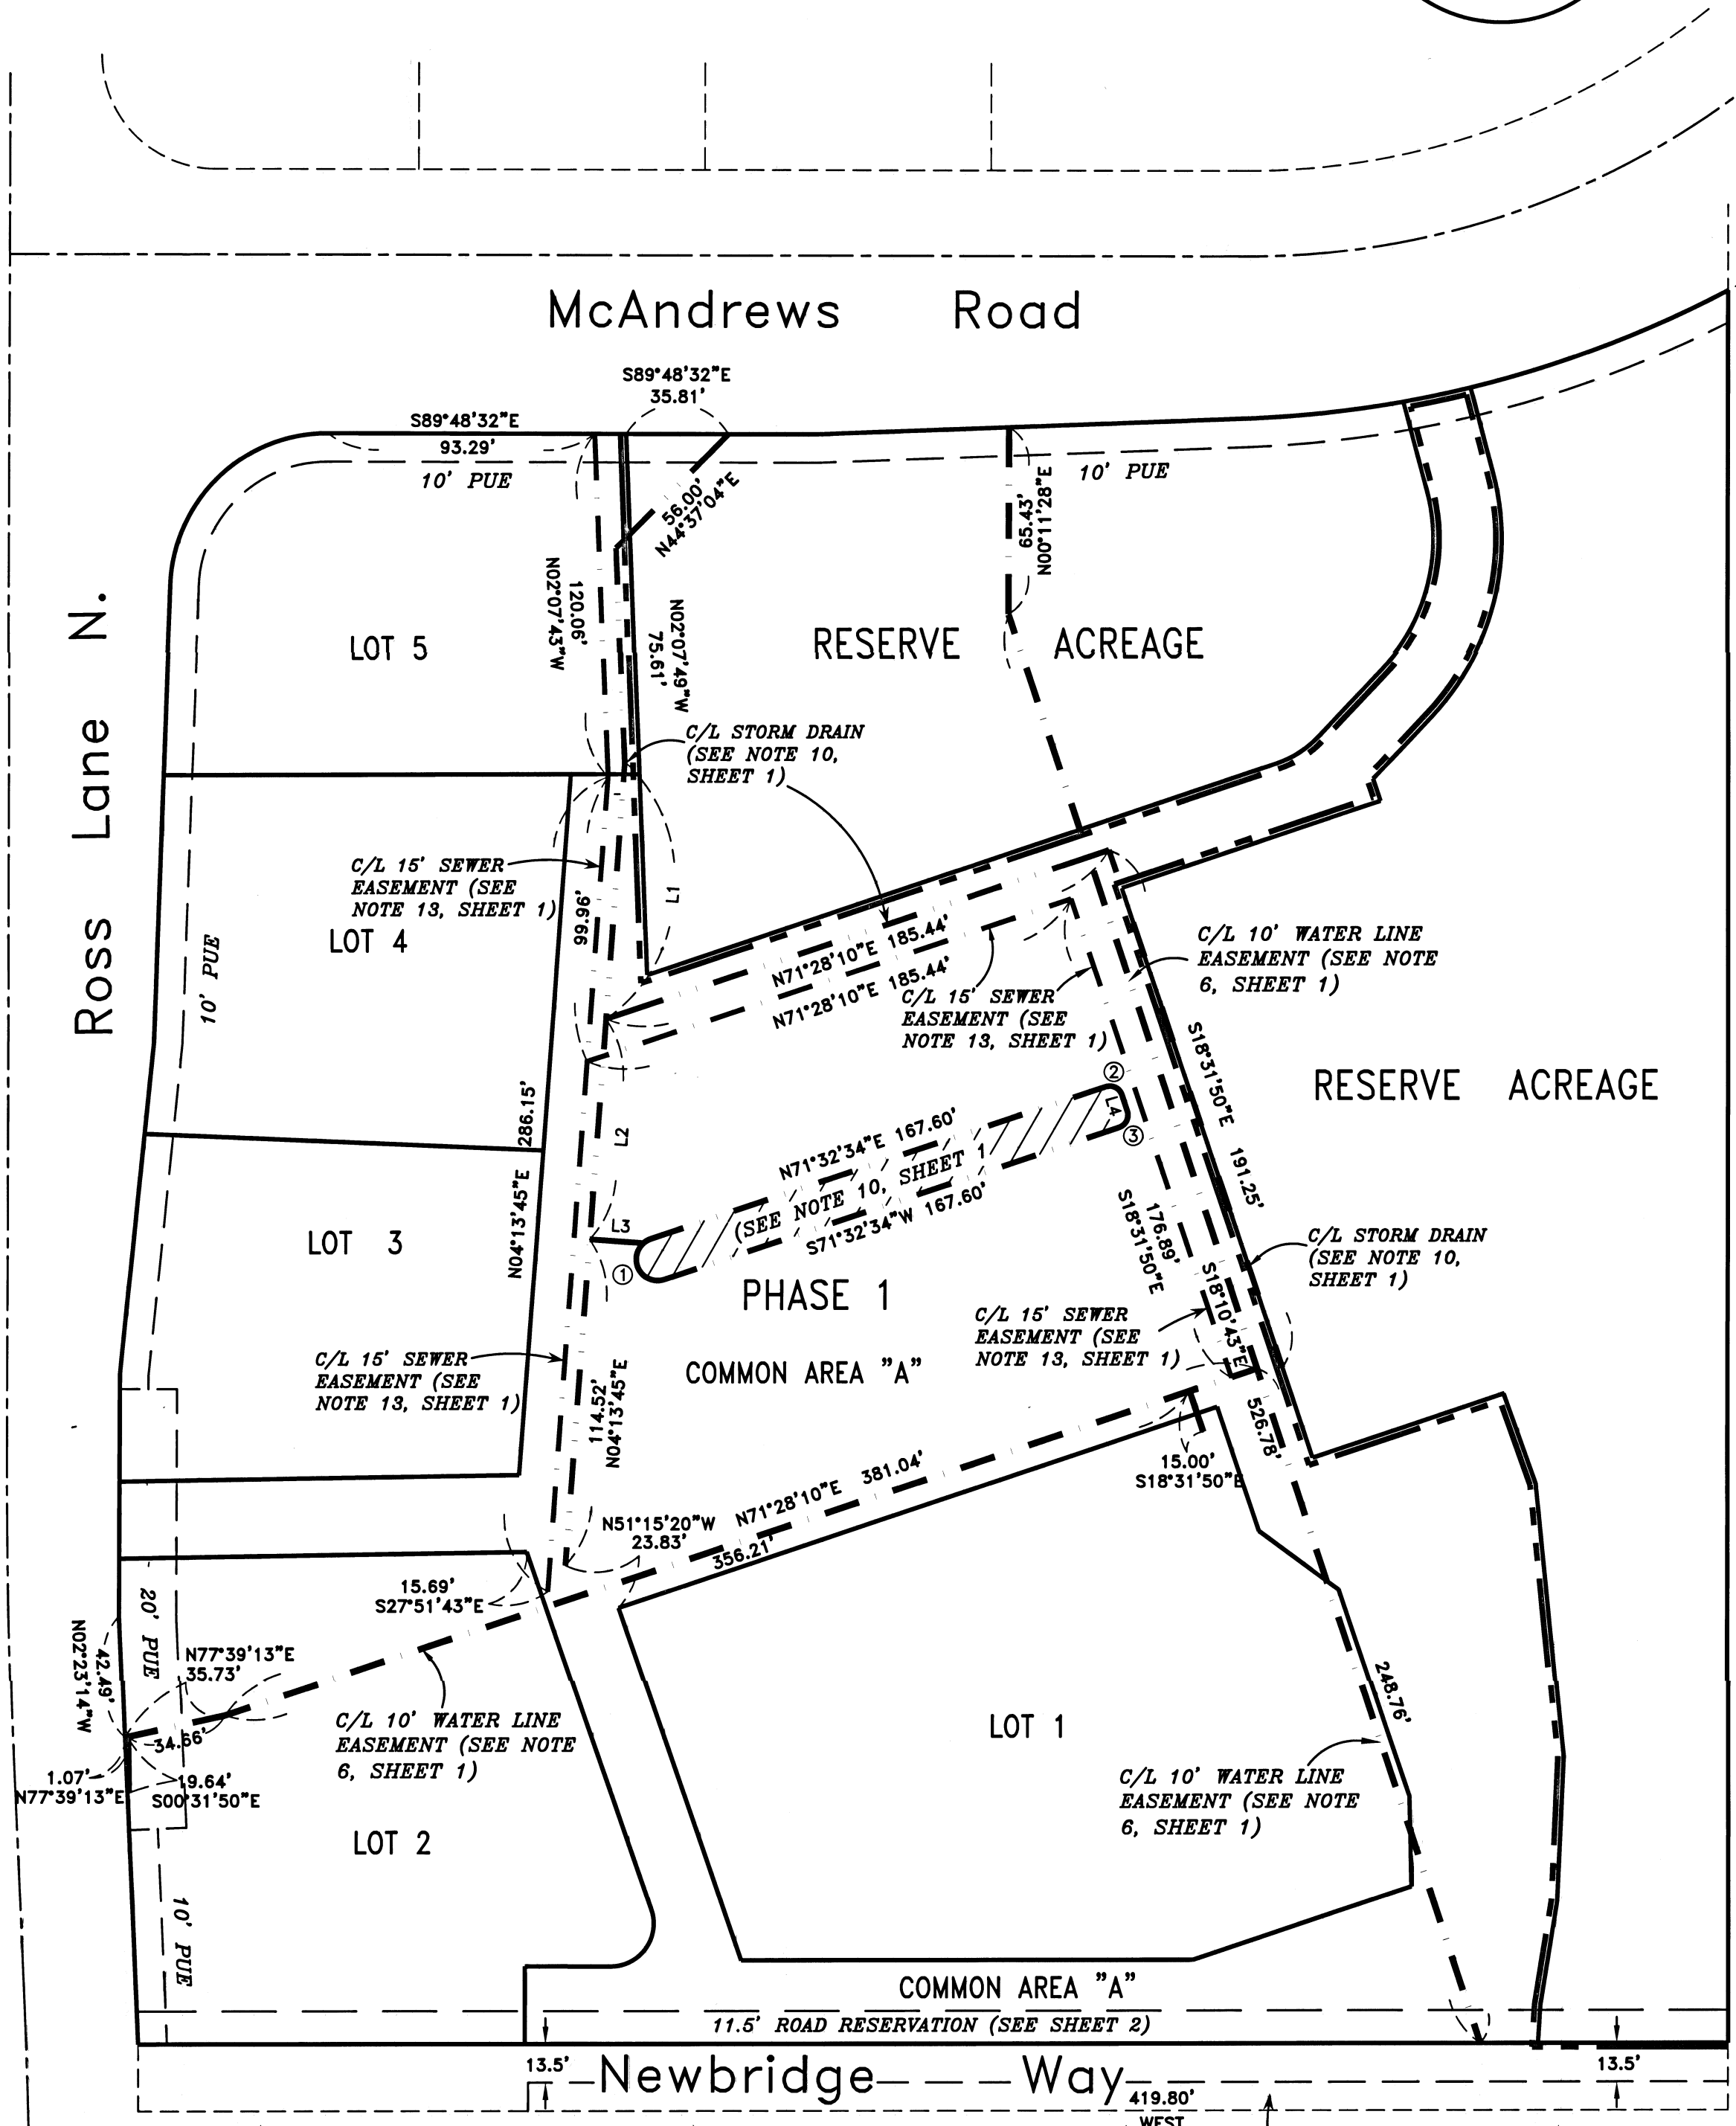 McAndrews Road
S89°48'32"E
35.81'
S89°48'32"E
93.29'
10' PUE
10' PUE
56.00'
N44°37'04"E
65.43'
N00°11'28"E
120.06'
N02°07'43"W
N02°07'49"W
75.61'
Ross Lane N.
LOT 5
RESERVE ACREAGE
C/L STORM DRAIN
(SEE NOTE 10,
SHEET 1)
C/L 15' SEWER
EASEMENT (SEE
NOTE 13, SHEET 1)
L1
99.96'
LOT 4
10' PUE
N71°28'10"E 185.44'
N71°28'10"E 185.44'
C/L 10' WATER LINE
EASEMENT (SEE NOTE
6, SHEET 1)
C/L 15' SEWER
EASEMENT (SEE
NOTE 13, SHEET 1)
S18°31'50"E 191.25'
RESERVE ACREAGE
286.15'
N04°13'45"E
L2
2
L4
3
N71°32'34"E 167.60'
(SEE NOTE 10, SHEET 1
S71°32'34"W 167.60'
L3
1
LOT 3
PHASE 1
176.89'
S18°31'50"E
S18°10'43"E
526.78'
C/L STORM DRAIN
(SEE NOTE 10,
SHEET 1)
C/L 15' SEWER
EASEMENT (SEE
NOTE 13, SHEET 1)
C/L 15' SEWER
EASEMENT (SEE
NOTE 13, SHEET 1)
COMMON AREA "A"
114.52'
N04°13'45"E
15.00'
S18°31'50"E
N71°28'10"E 381.04'
356.21'
N51°15'20"W
23.83'
15.69'
S27°51'43"E
20' PUE
N02°23'14"W
42.49'
N77°39'13"E
35.73'
34.66'
1.07'
N77°39'13"E
19.64'
S00°31'50"E
C/L 10' WATER LINE
EASEMENT (SEE NOTE
6, SHEET 1)
248.76'
LOT 1
C/L 10' WATER LINE
EASEMENT (SEE NOTE
6, SHEET 1)
LOT 2
10' PUE
COMMON AREA "A"
11.5' ROAD RESERVATION (SEE SHEET 2)
13.5'
Newbridge Way
13.5'
419.80'
WEST